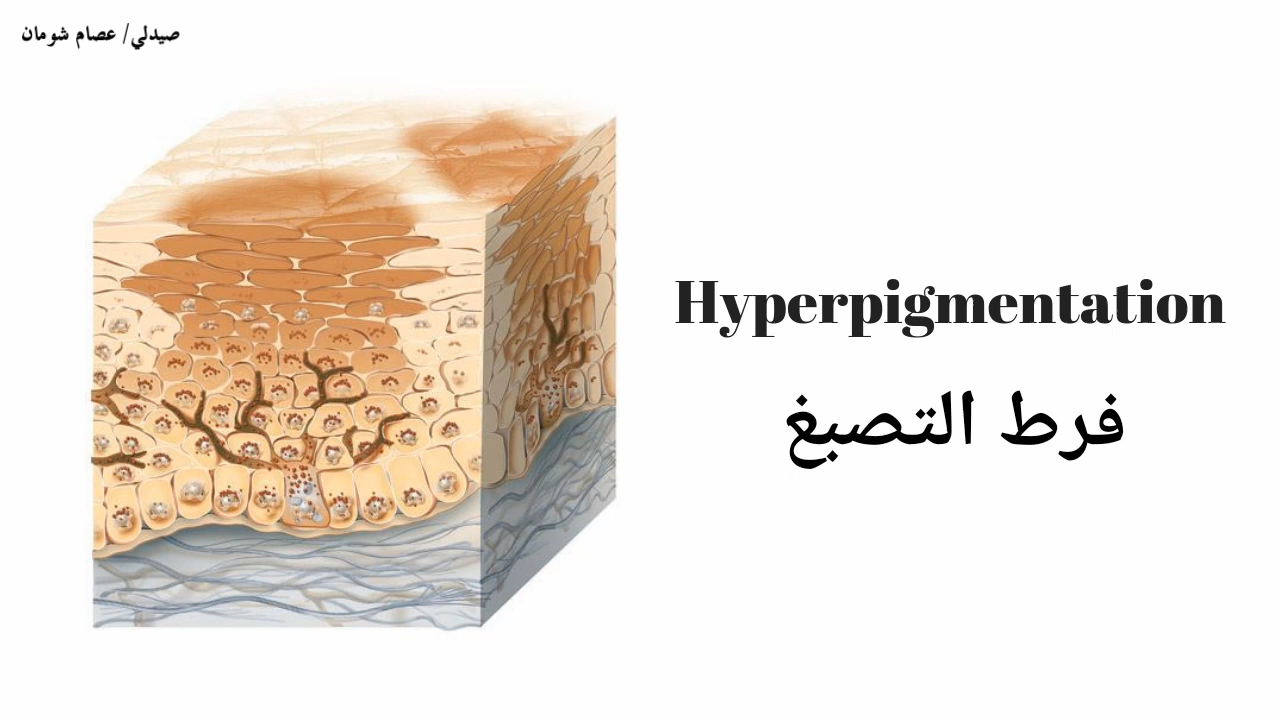 صيدلي/ عصام شومان
Hyperpigmentation
فرط التصبغ